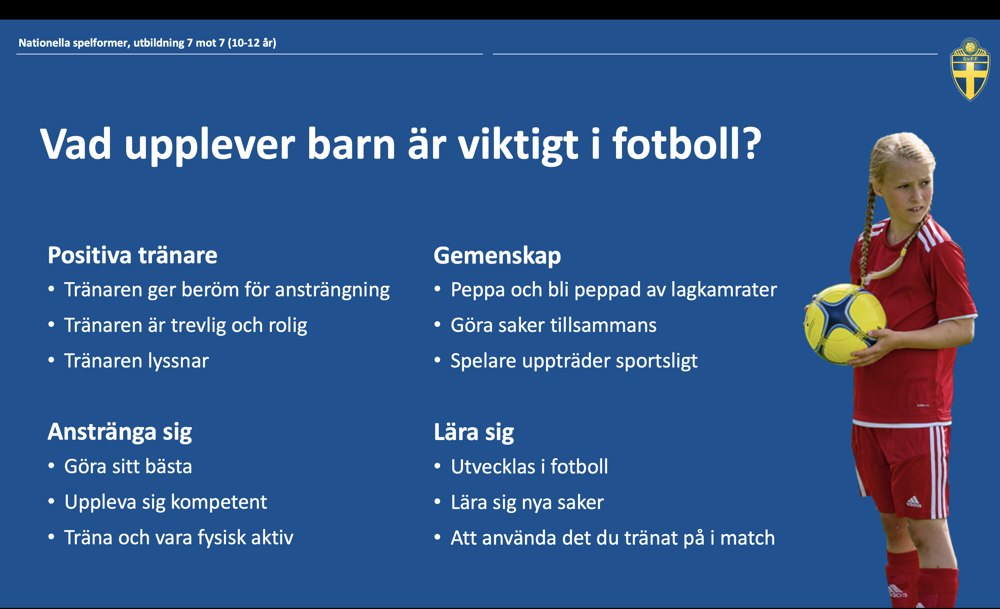 Nationella spelformer, utbildning 7 mot 7 (10-12 år)
SvFF
Vad upplever barn är viktigt i fotboll?
Positiva tränare
• Tränaren ger beröm för ansträngning
• Tränaren är trevlig och rolig
• Tränaren lyssnar
Gemenskap
• Peppa och bli peppad av lagkamrater
• Göra saker tillsammans
• Spelare uppträder sportsligt
Anstränga sig
• Göra sitt bästa
• Uppleva sig kompetent
• Träna och vara fysisk aktiv
Lära sig
• Utvecklas i fotboll
• Lära sig nya saker
• Att använda det du tränat på i match
adidas
adidas